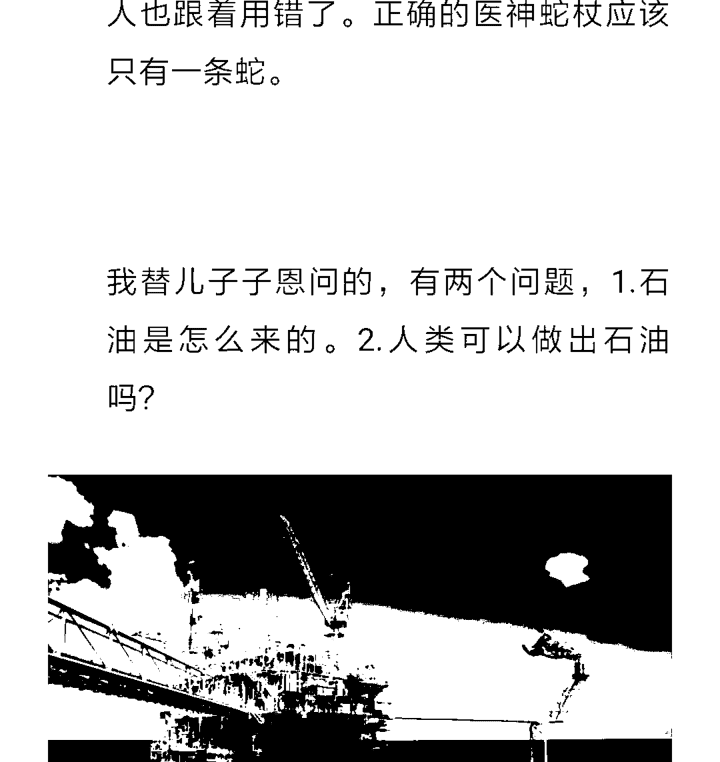 人也跟着用错了。正确的医神蛇杖应该
只有一条蛇。
我替儿子子恩问的，有两个问题，1.石
油是怎么来的。2.人类可以做出石油
吗?